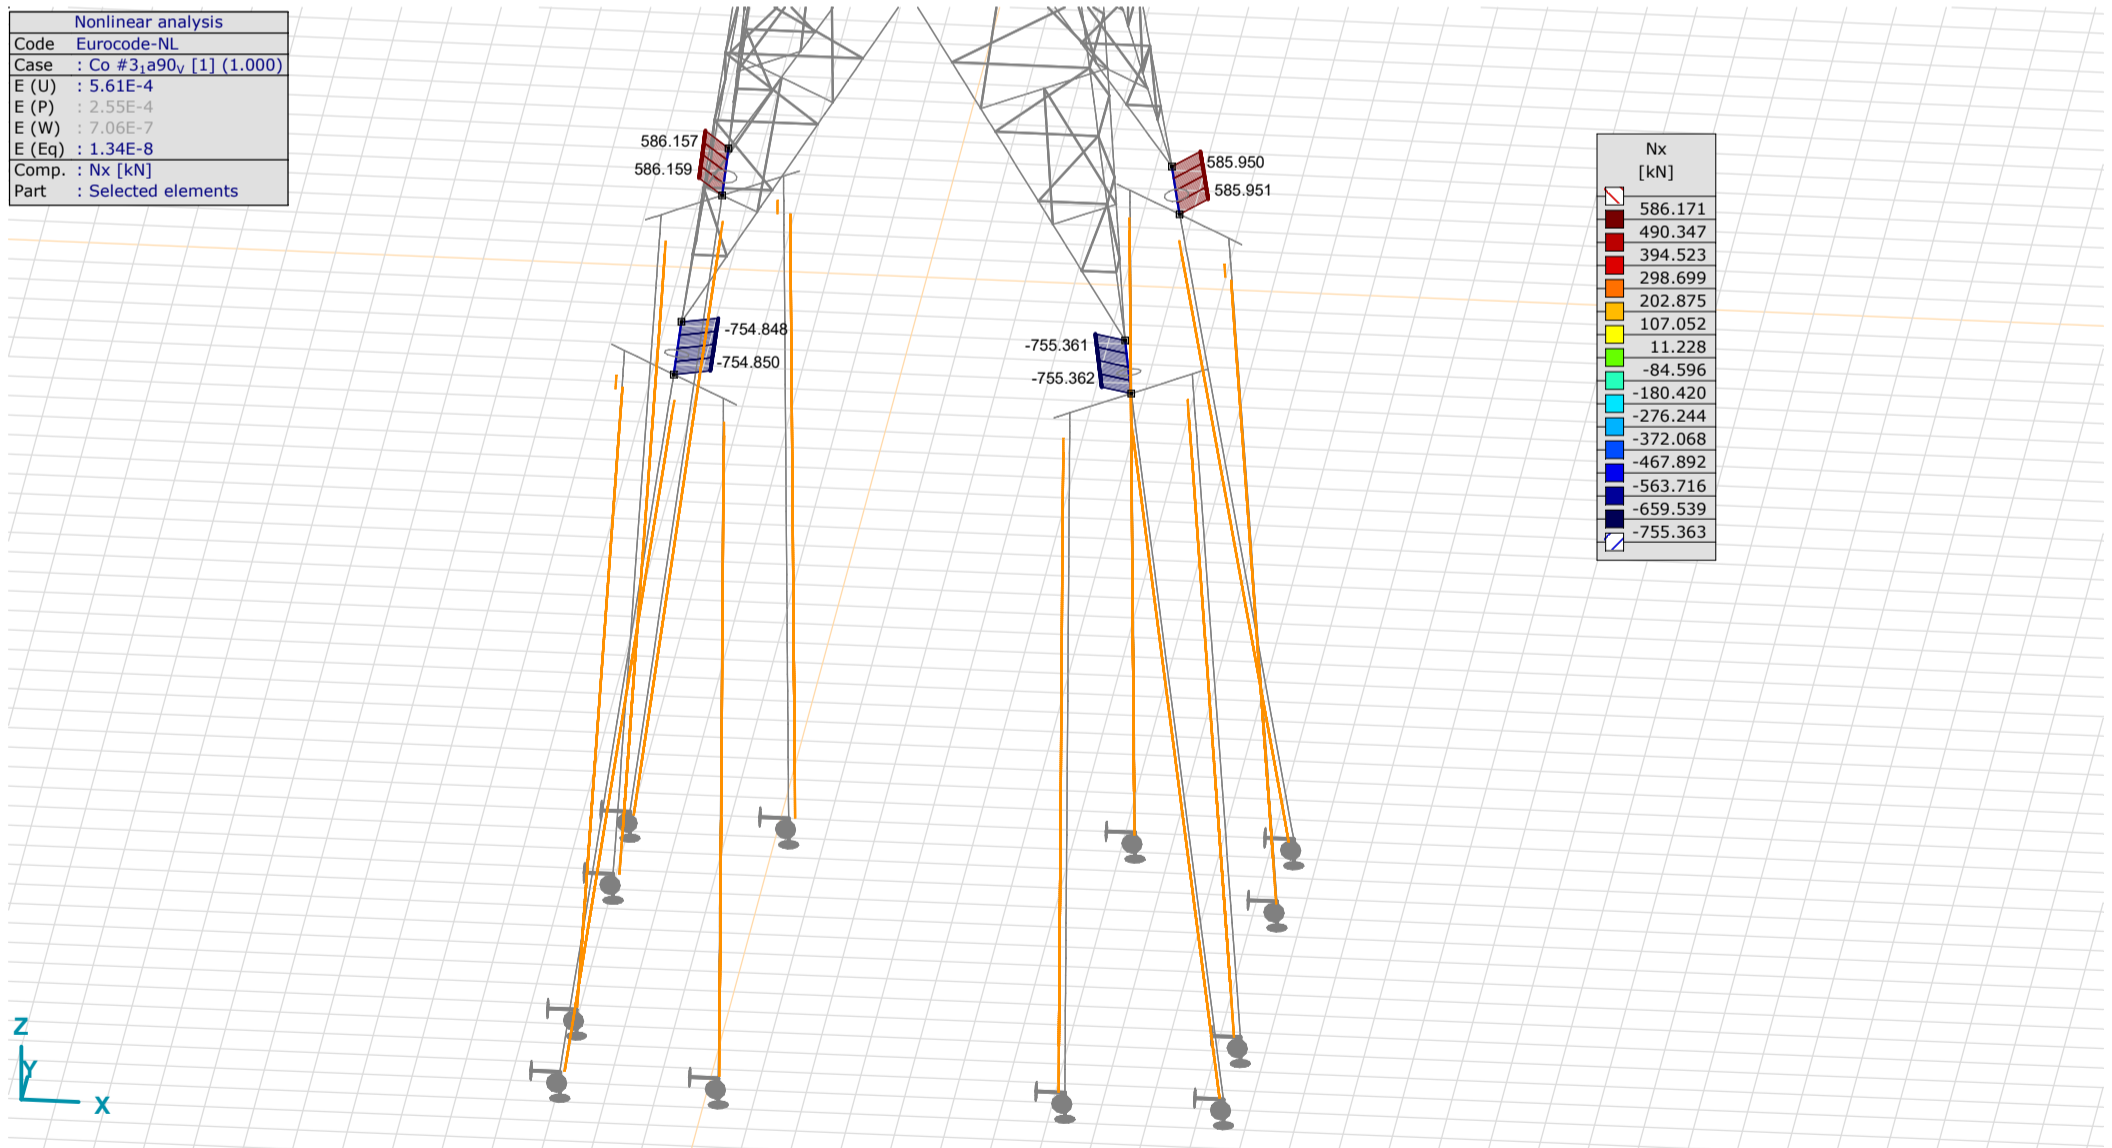 Nonlinear analysis
Code Eurocode-NL
Case : Co #3₁a90ᵥ [1] (1.000)
E (U) : 5.61E-4
E (P) : 2.55E-4
E (W) : 7.06E-7
E (Eq) : 1.34E-8
Comp. : Nx [kN]
Part : Selected elements
586.157
586.159
585.950
585.951
-754.848
-754.850
-755.361
-755.362
Nx
[kN]
586.171
490.347
394.523
298.699
202.875
107.052
11.228
-84.596
-180.420
-276.244
-372.068
-467.892
-563.716
-659.539
-755.363
Z
Y
X